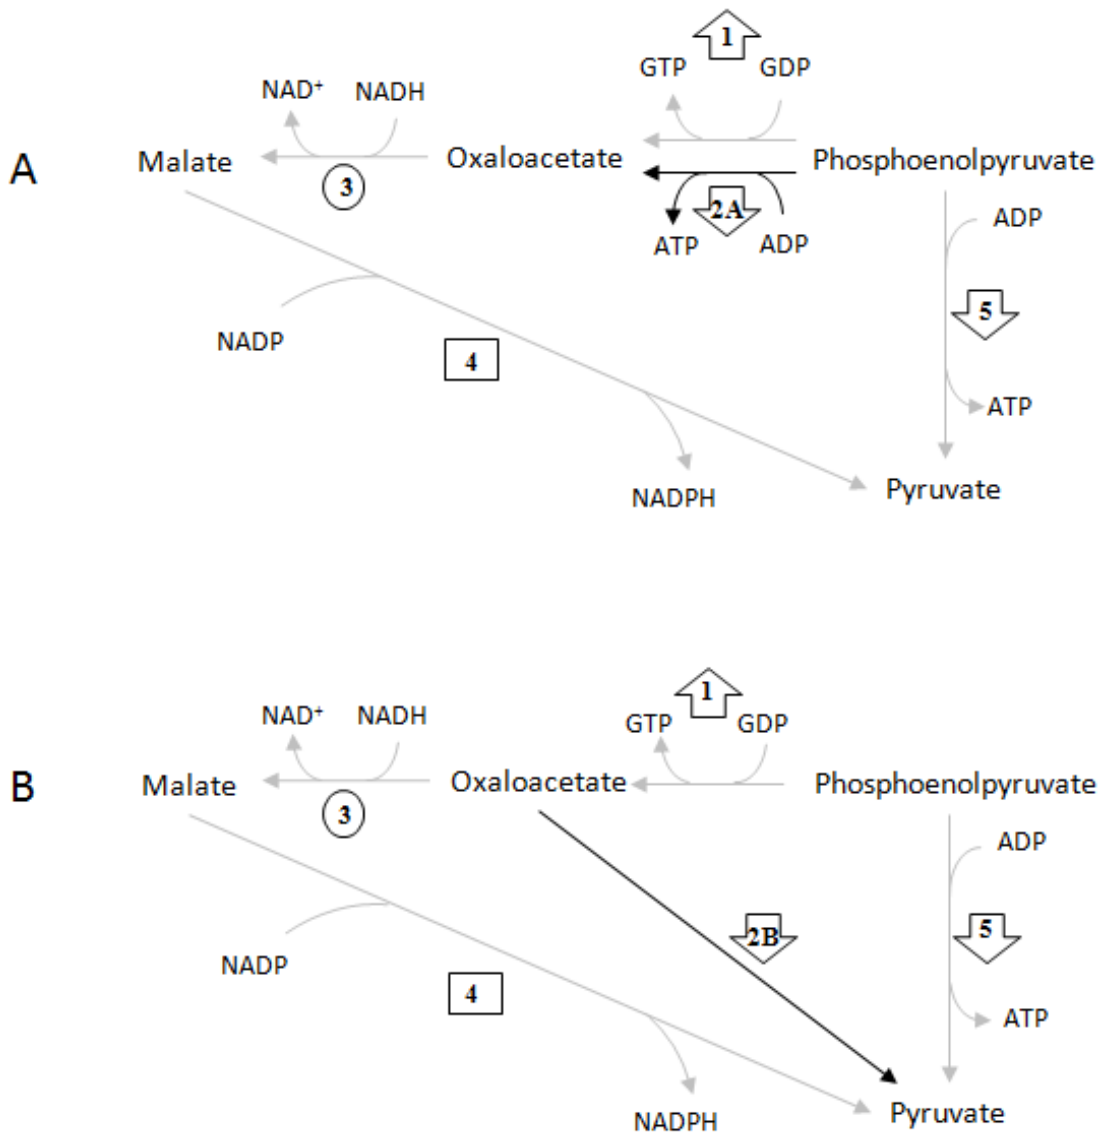 1
GTP GDP
NAD+ NADH
A Malate Oxaloacetate Phosphoenolpyruvate
3
2A
ATP ADP
ADP
5
NADP
4
ATP
NADPH
Pyruvate
1
NAD+ NADH GTP GDP
B Malate Oxaloacetate Phosphoenolpyruvate
3
ADP
2B
5
NADP
4
ATP
NADPH
Pyruvate